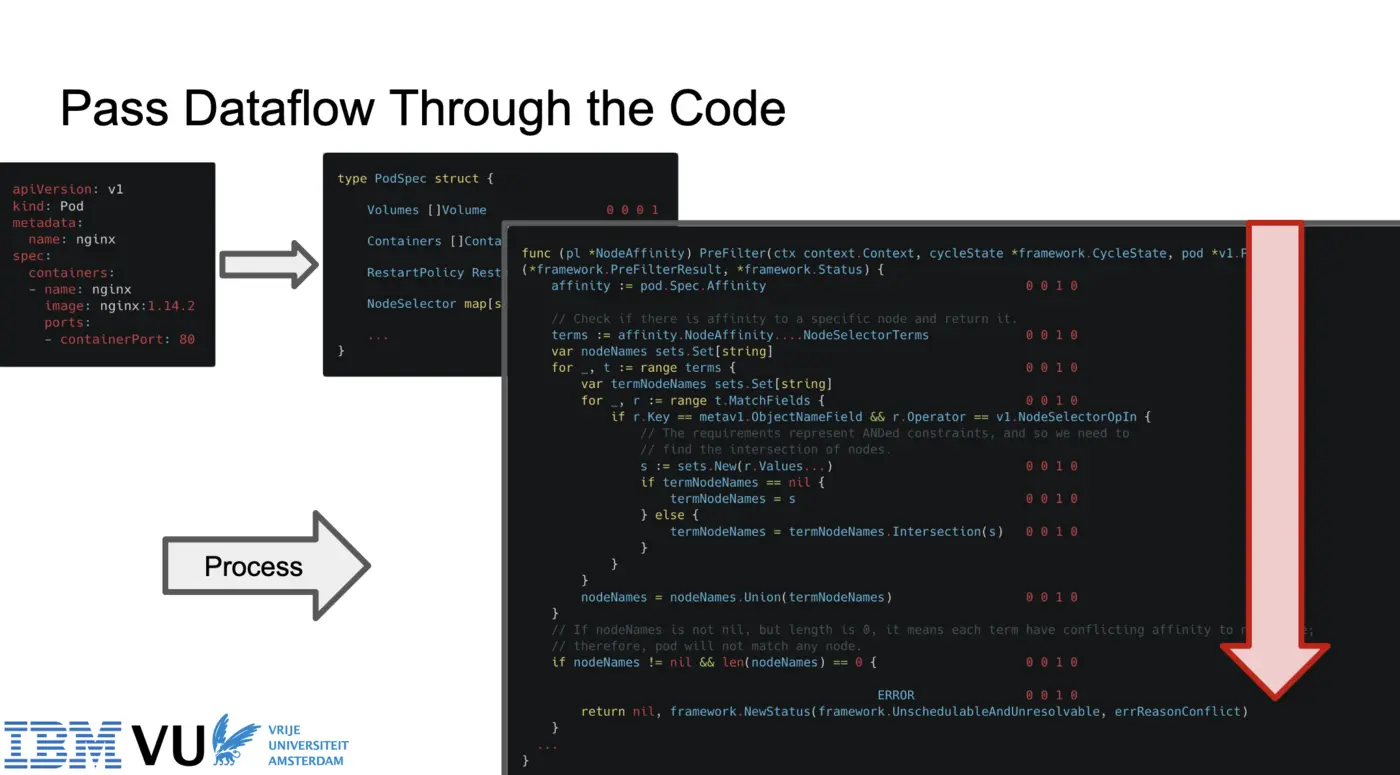 Pass Dataflow Through the Code
apiVersion: v1
kind: Pod
metadata:
  name: nginx
spec:
  containers:
  - name: nginx
    image: nginx:1.14.2
    ports:
    - containerPort: 80
type PodSpec struct {
    Volumes []Volume                0 0 0 1
    Containers []Conta
    RestartPolicy Rest
    NodeSelector map[s
    ...
}
func (pl *NodeAffinity) PreFilter(ctx context.Context, cycleState *framework.CycleState, pod *v1.P
(*framework.PreFilterResult, *framework.Status) {
    affinity := pod.Spec.Affinity                                   0 0 1 0
    // Check if there is affinity to a specific node and return it.
    terms := affinity.NodeAffinity....NodeSelectorTerms             0 0 1 0
    var nodeNames sets.Set[string]
    for _, t := range terms {                                       0 0 1 0
        var termNodeNames sets.Set[string]
        for _, r := range t.MatchFields {                           0 0 1 0
            if r.Key == metav1.ObjectNameField && r.Operator == v1.NodeSelectorOpIn {
                // The requirements represent ANDed constraints, and so we need to
                // find the intersection of nodes.
                s := sets.New(r.Values...)                          0 0 1 0
                if termNodeNames == nil {
                    termNodeNames = s                               0 0 1 0
                } else {
                    termNodeNames = termNodeNames.Intersection(s)   0 0 1 0
                }
            }
        }
        nodeNames = nodeNames.Union(termNodeNames)                  0 0 1 0
    }
    // If nodeNames is not nil, but length is 0, it means each term have conflicting affinity to
    // therefore, pod will not match any node.
    if nodeNames != nil && len(nodeNames) == 0 {                    0 0 1 0
                                            ERROR                   0 0 1 0
        return nil, framework.NewStatus(framework.UnschedulableAndUnresolvable, errReasonConflict)
    }
  ...
}
Process
IBM VU VRIJE
UNIVERSITEIT
AMSTERDAM